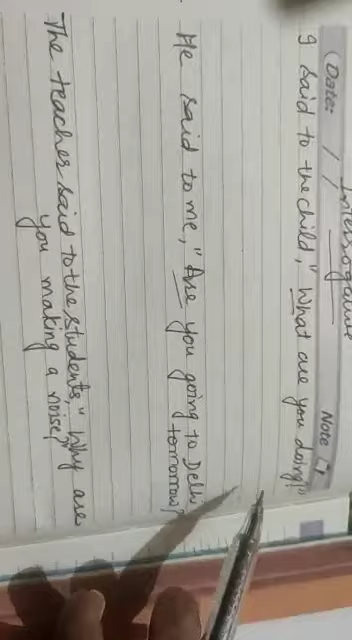 Interrogative
Date: / /
Note
I said to the child, "What are you doing?"
He said to me, "Are you going to Delhi
tomorrow?
The teacher said to the students, "Why are
you making a noise?